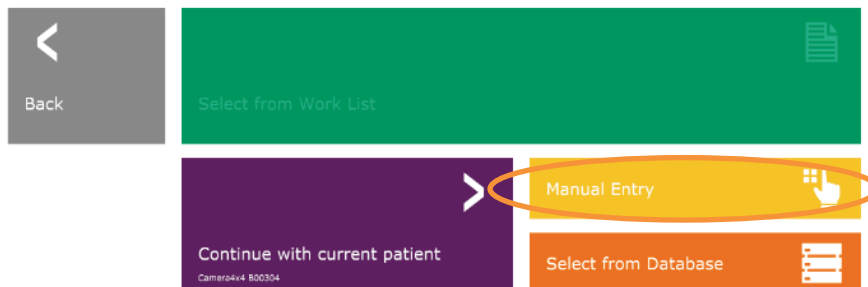 Back
Select from Work List
Manual Entry
Continue with current patient
Camera4x4 B00304
Select from Database